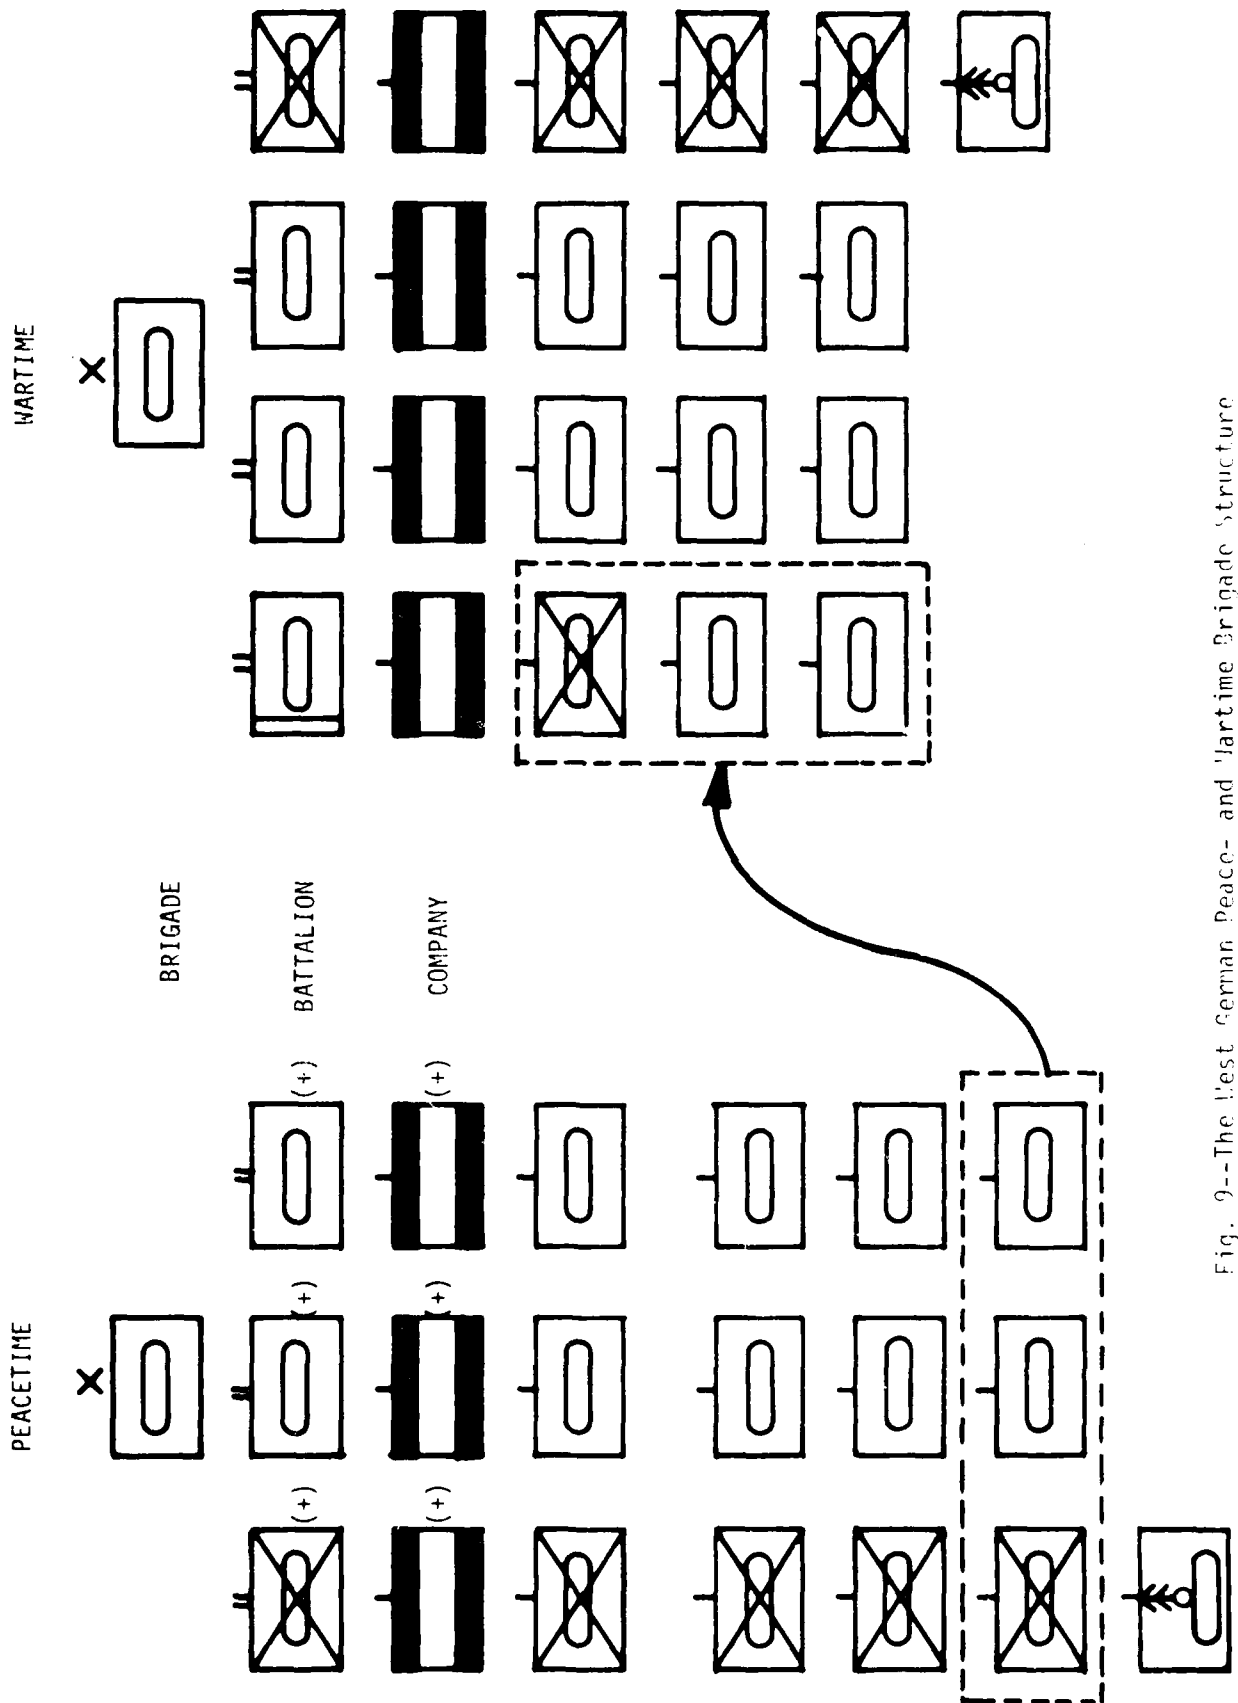 PEACETIME WARTIME
X X
BRIGADE
(+) (+) (+) BATTALION
(+) (+) (+) COMPANY
Fig. 9--The West German Peace- and Wartime Brigade Structure